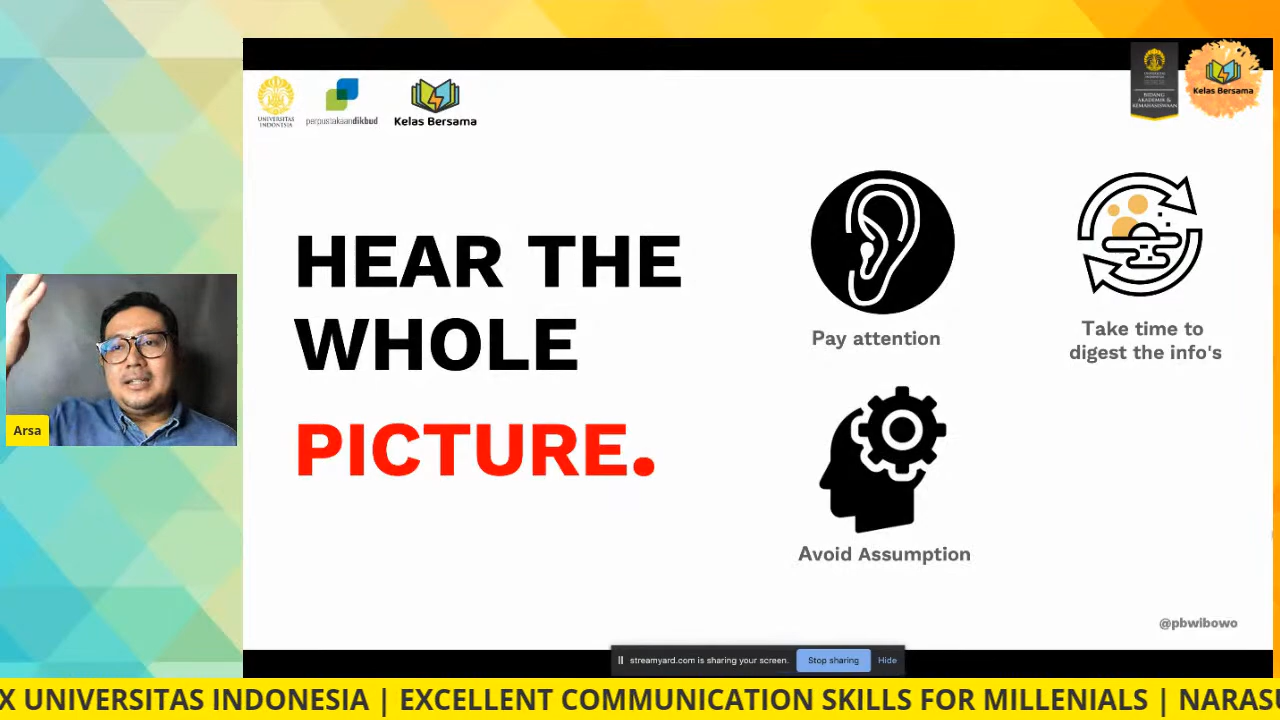 UNIVERSITAS
INDONESIA
perpustakaandikbud
Kelas Bersama
UNIVERSITAS
INDONESIA
BIDANG
AKADEMIK &
KEMAHASISWAAN
Kelas Bersama
HEAR THE
WHOLE
PICTURE.
Pay attention
Take time to
digest the info's
Avoid Assumption
@pbwibowo
Arsa
streamyard.com is sharing your screen. Stop sharing Hide
X UNIVERSITAS INDONESIA | EXCELLENT COMMUNICATION SKILLS FOR MILLENIALS | NARAS